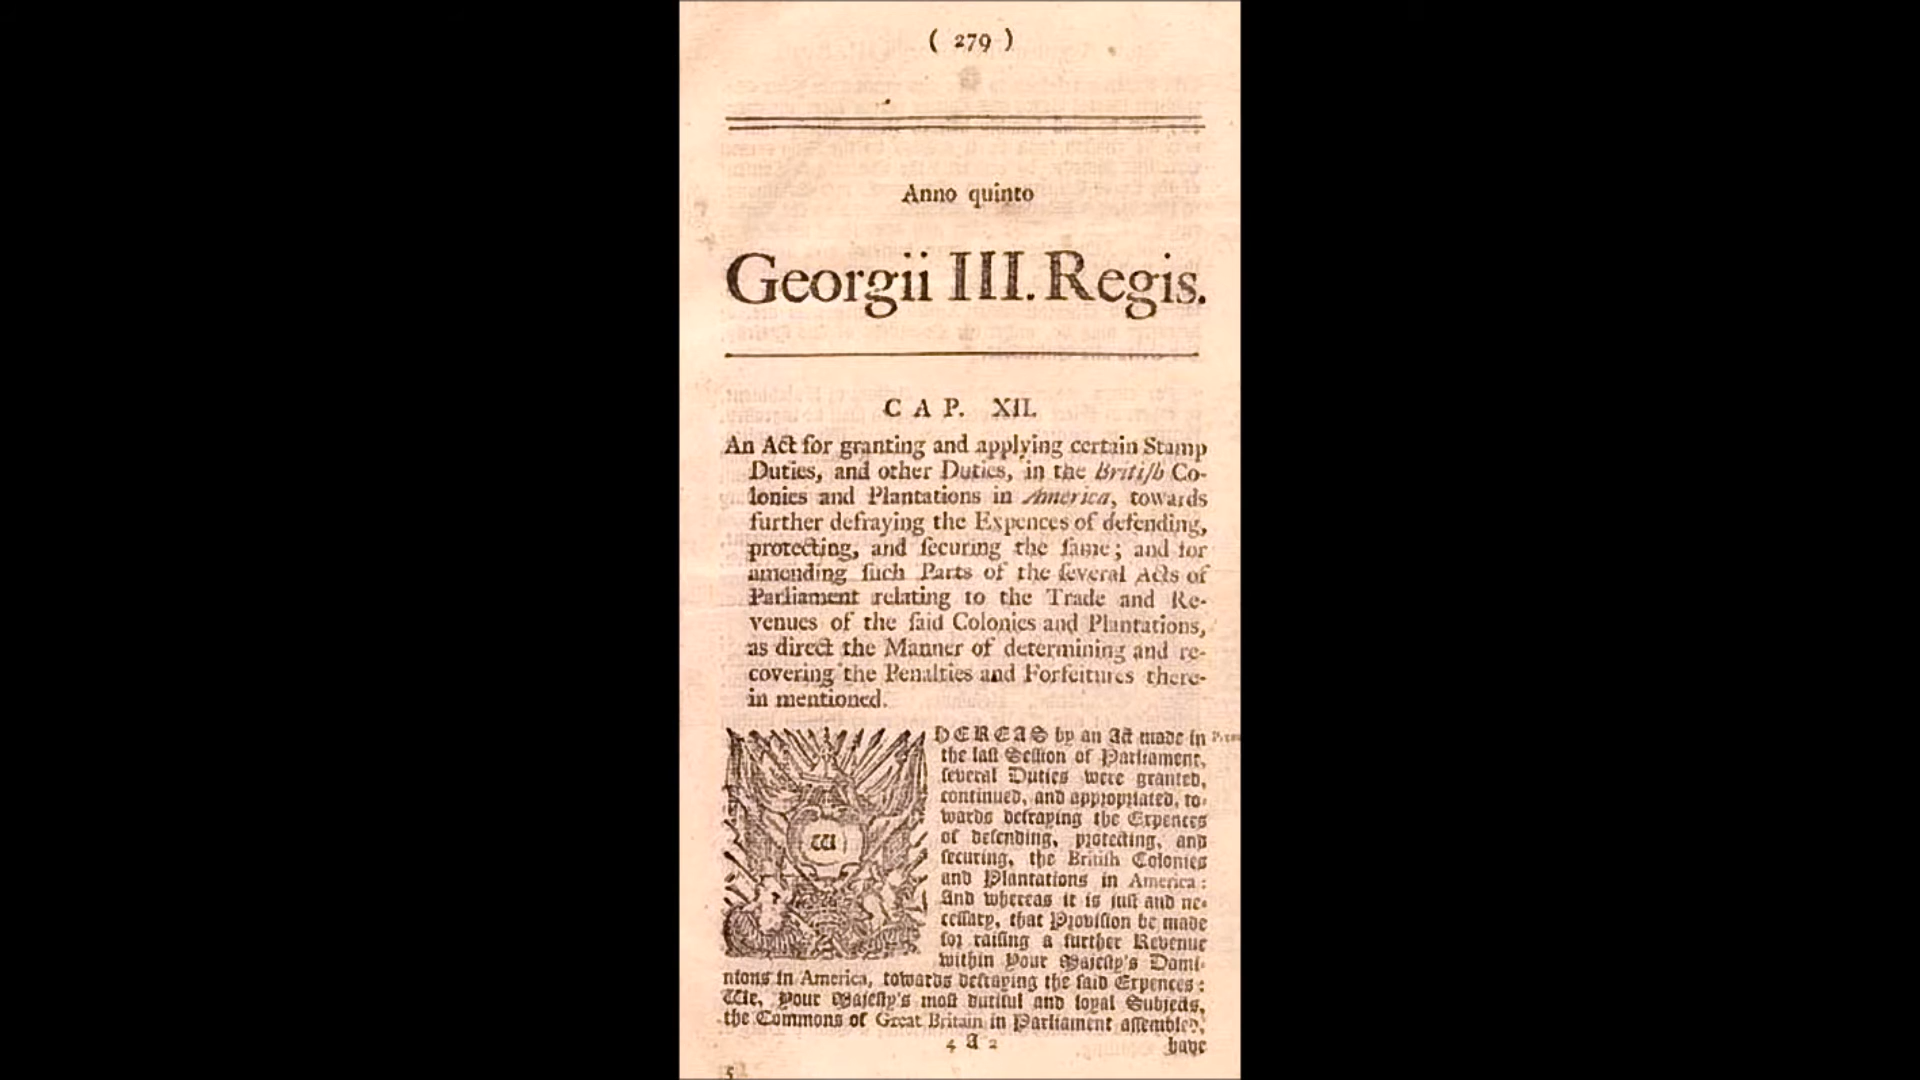 ( 279 )
Anno quinto
Georgii III. Regis.
C A P. XII.
An Act for granting and applying certain Stamp
Duties, and other Duties, in the Britiſh Co-
lonies and Plantations in America, towards
further defraying the Expences of defending,
protecting, and ſecuring the ſame; and for
amending ſuch Parts of the ſeveral Acts of
Parliament relating to the Trade and Re-
venues of the ſaid Colonies and Plantations,
as direct the Manner of determining and re-
covering the Penalties and Forfeitures there-
in mentioned.
WHEREAS by an Act made in
the laſt Seſſion of Parliament,
ſeveral Duties were granted,
continued, and appropriated, to-
wards defraying the Expences
of defending, protecting, and
ſecuring, the Britiſh Colonies
and Plantations in America:
And whereas it is juſt and ne-
ceſſary, that Proviſion be made
for raiſing a further Revenue
within Your Majeſty's Domi-
nions in America, towards defraying the ſaid Expences:
We, Your Majeſty's moſt dutiful and loyal Subjects,
the Commons of Great Britain in Parliament aſſembled,
4 A 2 have
5